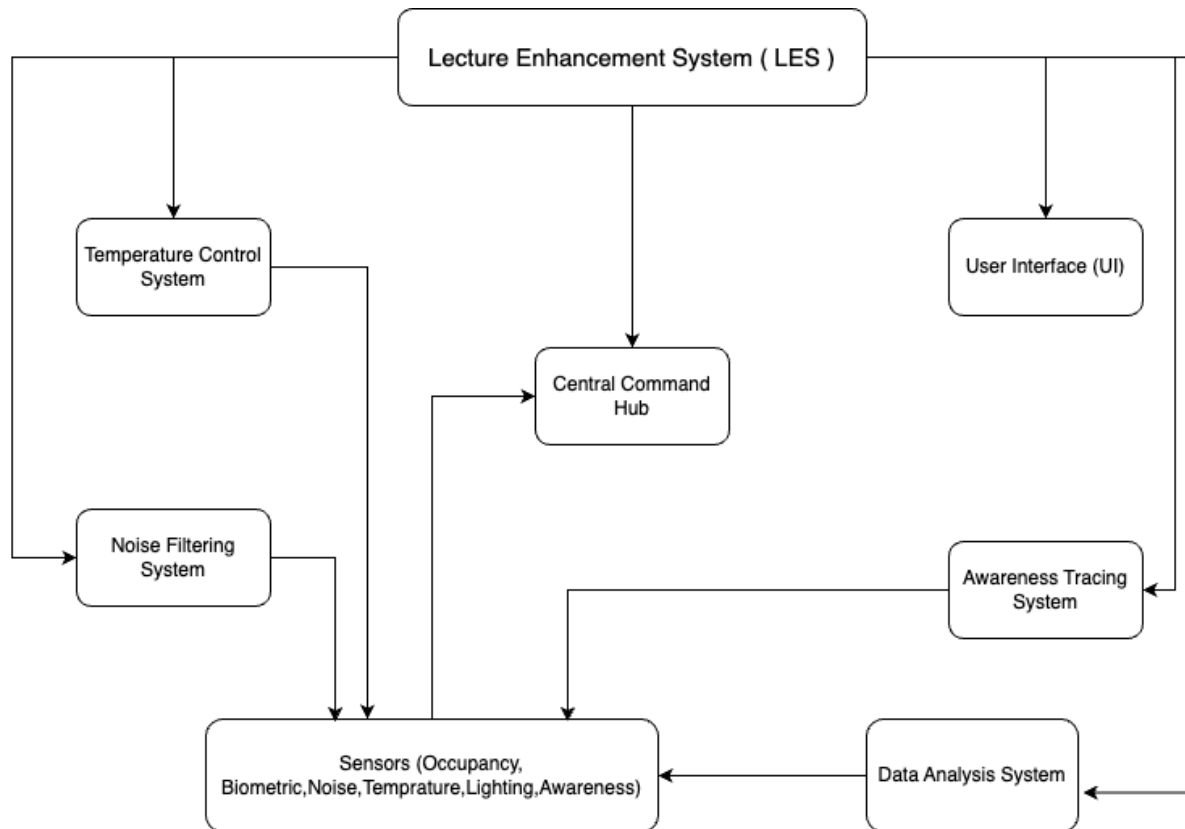 Lecture Enhancement System ( LES )
Temperature Control
System
User Interface (UI)
Central Command
Hub
Noise Filtering
System
Awareness Tracing
System
Sensors (Occupancy,
Biometric,Noise,Temprature,Lighting,Awareness)
Data Analysis System